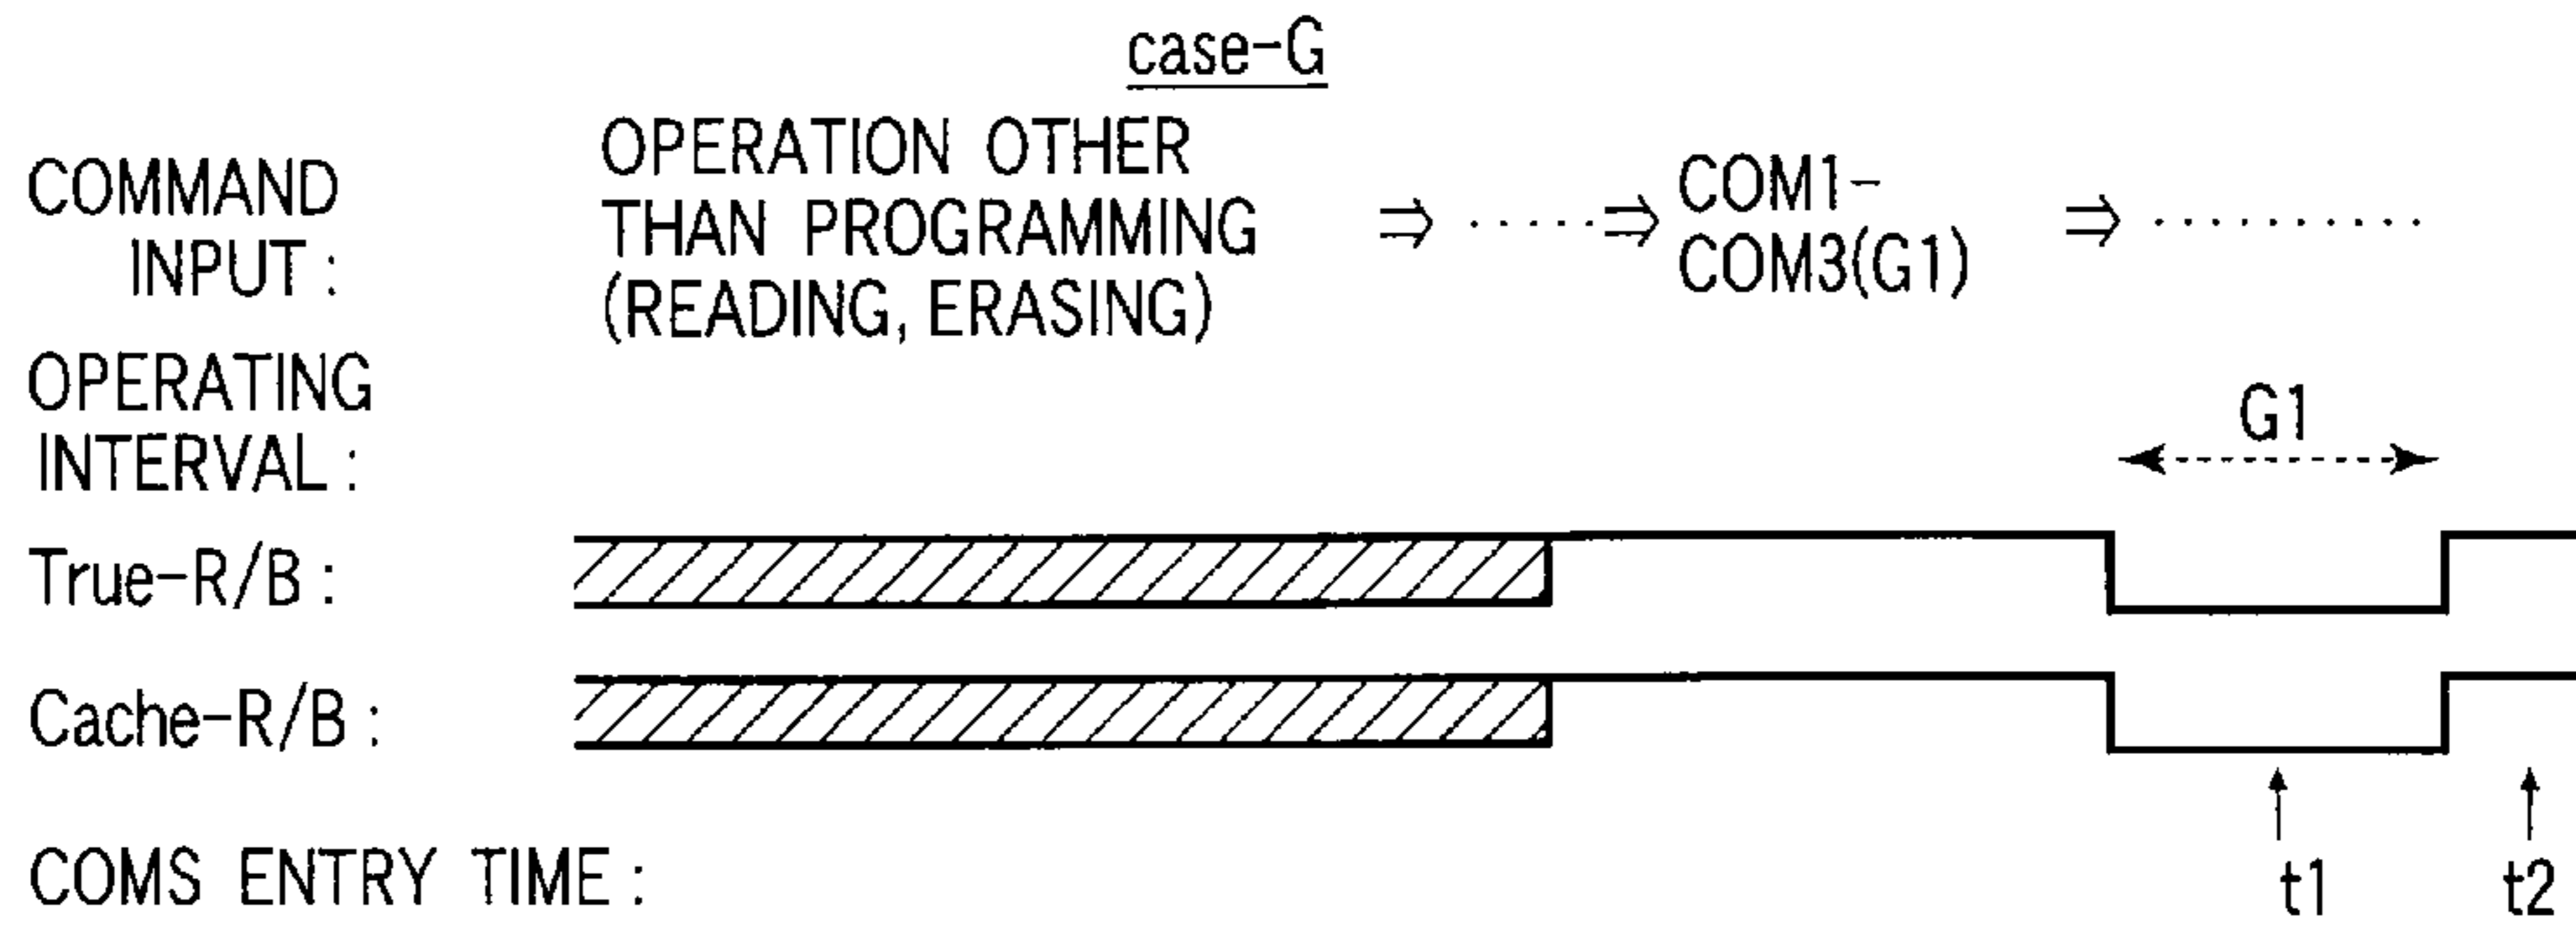 case-G
COMMAND
INPUT :
OPERATION OTHER
THAN PROGRAMMING
(READING, ERASING)
⇒ ····· ⇒
COM1-
COM3(G1)
⇒ ··········
OPERATING
INTERVAL :
G1
True-R/B :
Cache-R/B :
COMS ENTRY TIME :
t1
t2